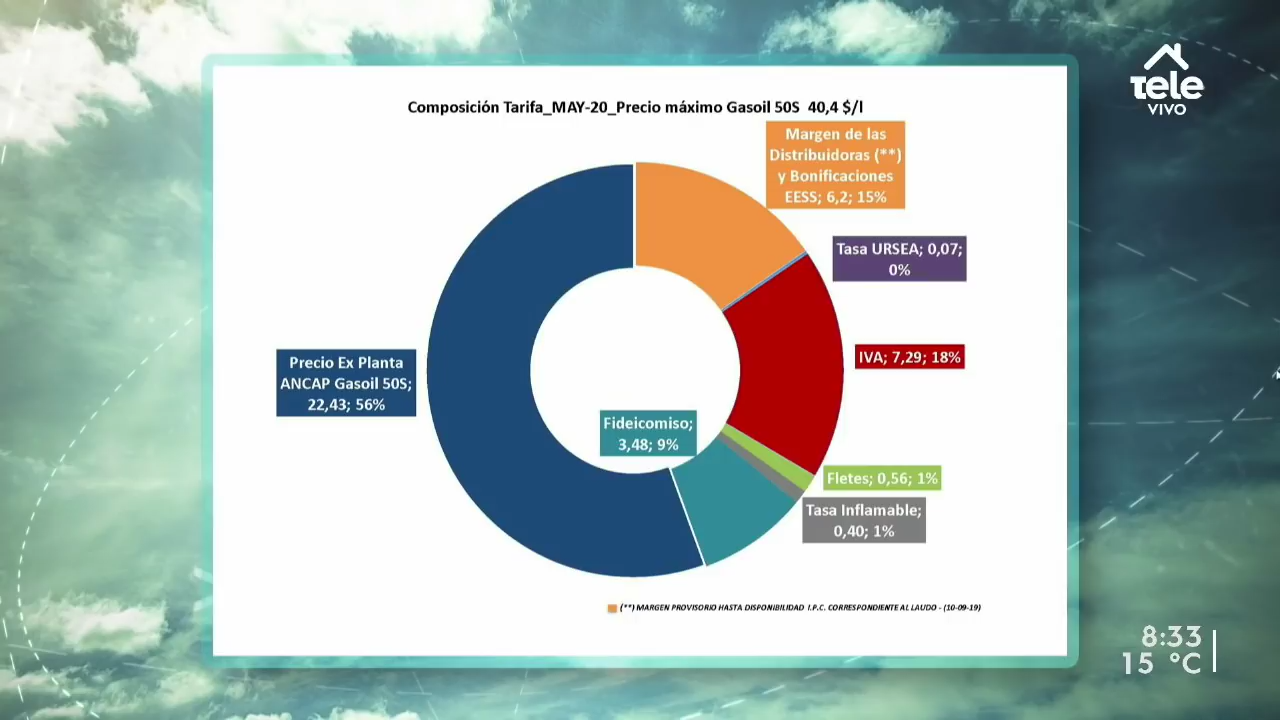 Composición Tarifa_MAY-20_Precio máximo Gasoil 50S 40,4 $/l
tele
VIVO
Margen de las
Distribuidoras (**)
y Bonificaciones
EESS; 6,2; 15%
Tasa URSEA; 0,07;
0%
IVA; 7,29; 18%
Precio Ex Planta
ANCAP Gasoil 50S;
22,43; 56%
Fideicomiso;
3,48; 9%
Fletes; 0,56; 1%
Tasa Inflamable;
0,40; 1%
(**) MARGEN PROVISORIO HASTA DISPONIBILIDAD I.P.C. CORRESPONDIENTE AL LAUDO - (10-09-19)
8:33
15 °C